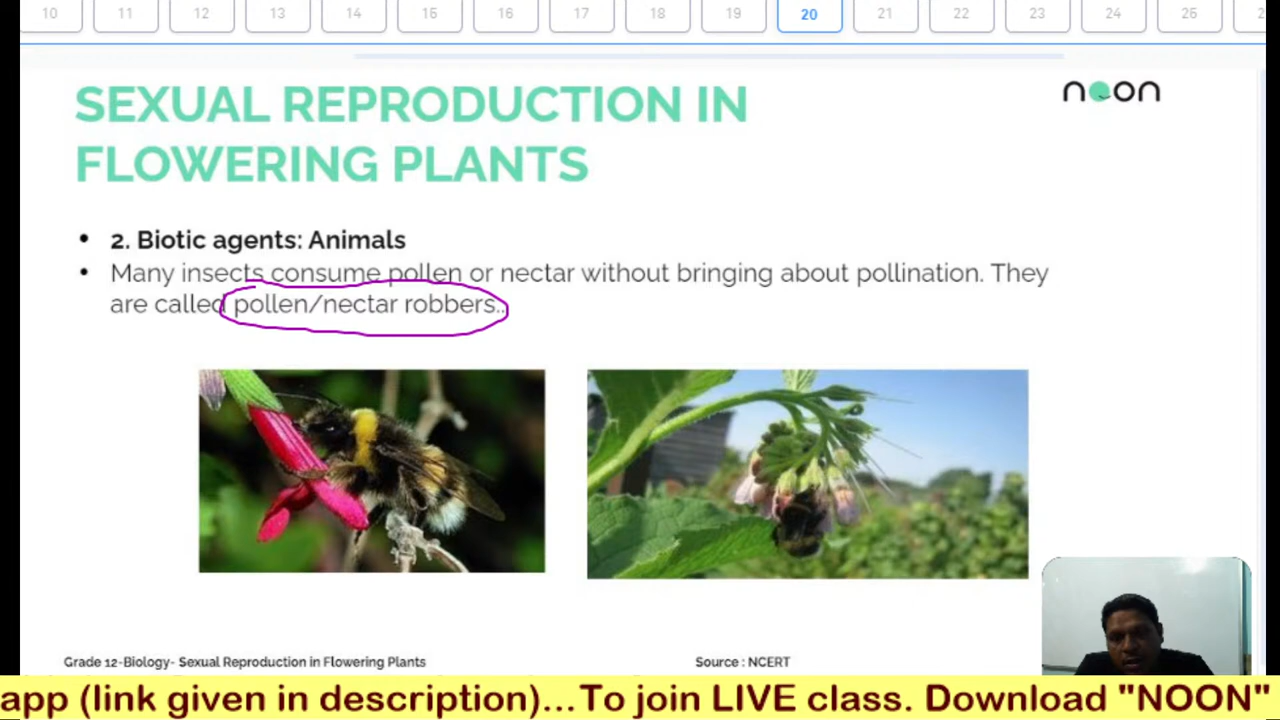 10 11 12 13 14 15 16 17 18 19 20 21 22 23 24 25
SEXUAL REPRODUCTION IN
FLOWERING PLANTS
noon
• 2. Biotic agents: Animals
• Many insects consume pollen or nectar without bringing about pollination. They
are called pollen/nectar robbers..
Grade 12-Biology- Sexual Reproduction in Flowering Plants
Source : NCERT
app (link given in description)...To join LIVE class. Download "NOON"